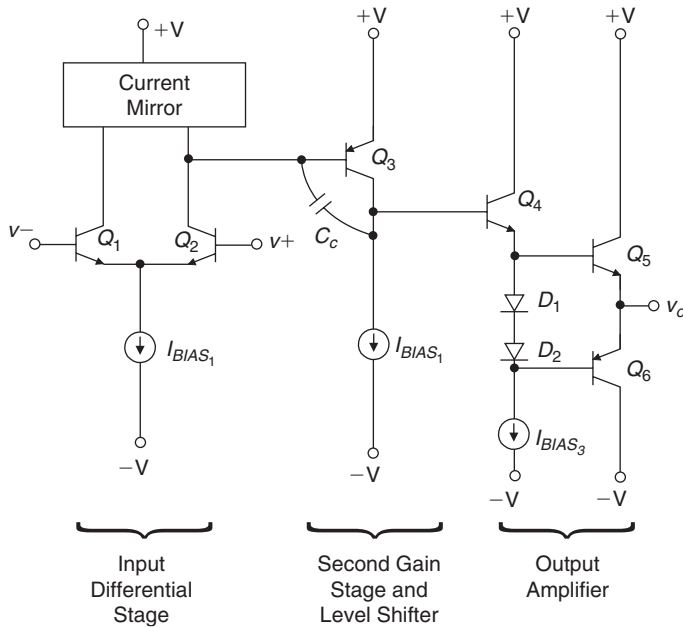 +V
+V
+V
Current
Mirror
Q3
Q4
v−
Q1
Q2
v+
Cc
Q5
D1
vo
IBIAS1
IBIAS1
D2
Q6
IBIAS3
−V
−V
−V
−V
Input
Differential
Stage
Second Gain
Stage and
Level Shifter
Output
Amplifier